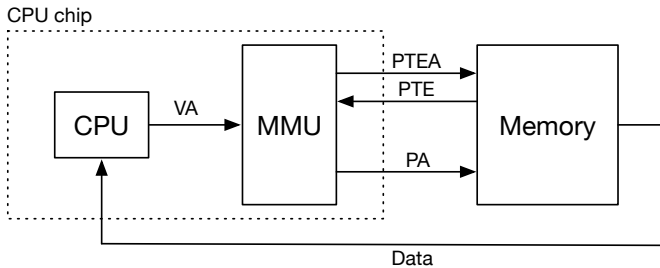 CPU chip
PTEA
PTE
VA
CPU
MMU
Memory
PA
Data